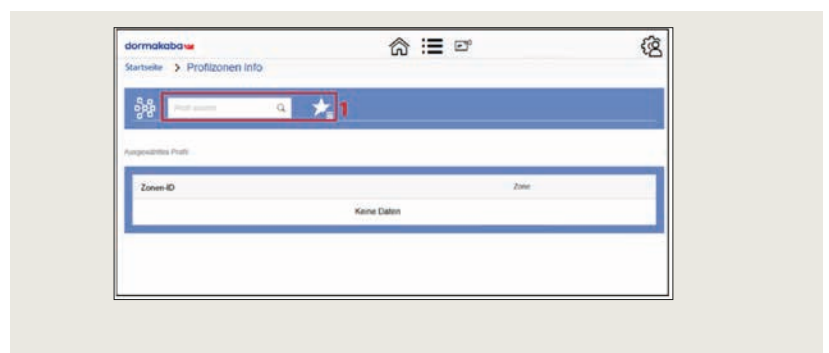 dormakaba
Startseite > Profilzonen Info
Profil suchen
1
Ausgewähltes Profil
Zonen-ID Zone
Keine Daten